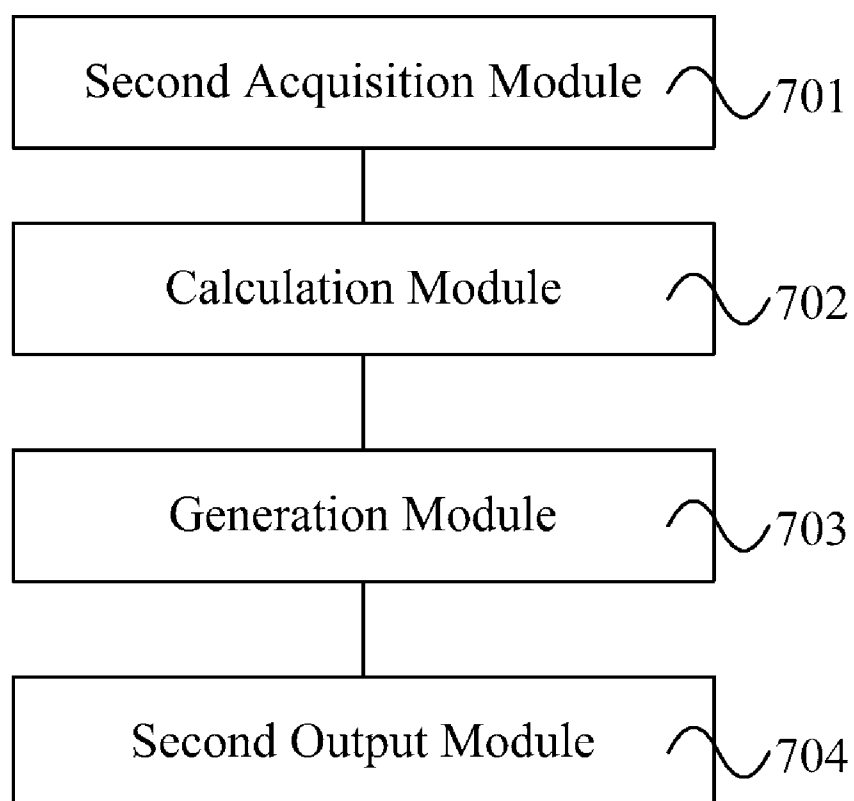 Second Acquisition Module 701
Calculation Module 702
Generation Module 703
Second Output Module 704